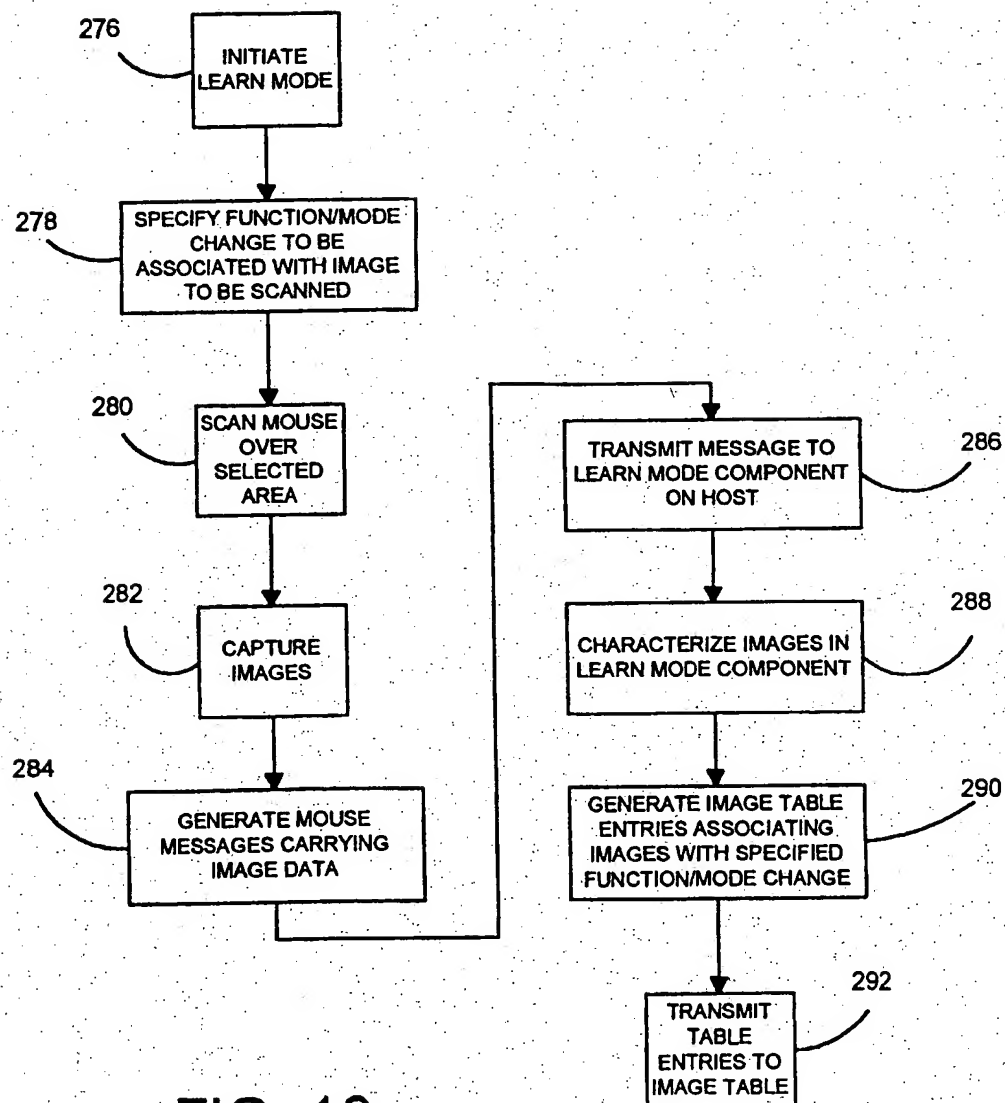 276
INITIATE
LEARN MODE
278
SPECIFY FUNCTION/MODE
CHANGE TO BE
ASSOCIATED WITH IMAGE
TO BE SCANNED
280
SCAN MOUSE
OVER
SELECTED
AREA
282
CAPTURE
IMAGES
284
GENERATE MOUSE
MESSAGES CARRYING
IMAGE DATA
TRANSMIT MESSAGE TO
LEARN MODE COMPONENT
ON HOST
286
CHARACTERIZE IMAGES IN
LEARN MODE COMPONENT
288
GENERATE IMAGE TABLE
ENTRIES ASSOCIATING
IMAGES WITH SPECIFIED
FUNCTION/MODE CHANGE
290
TRANSMIT
TABLE
ENTRIES TO
IMAGE TABLE
292